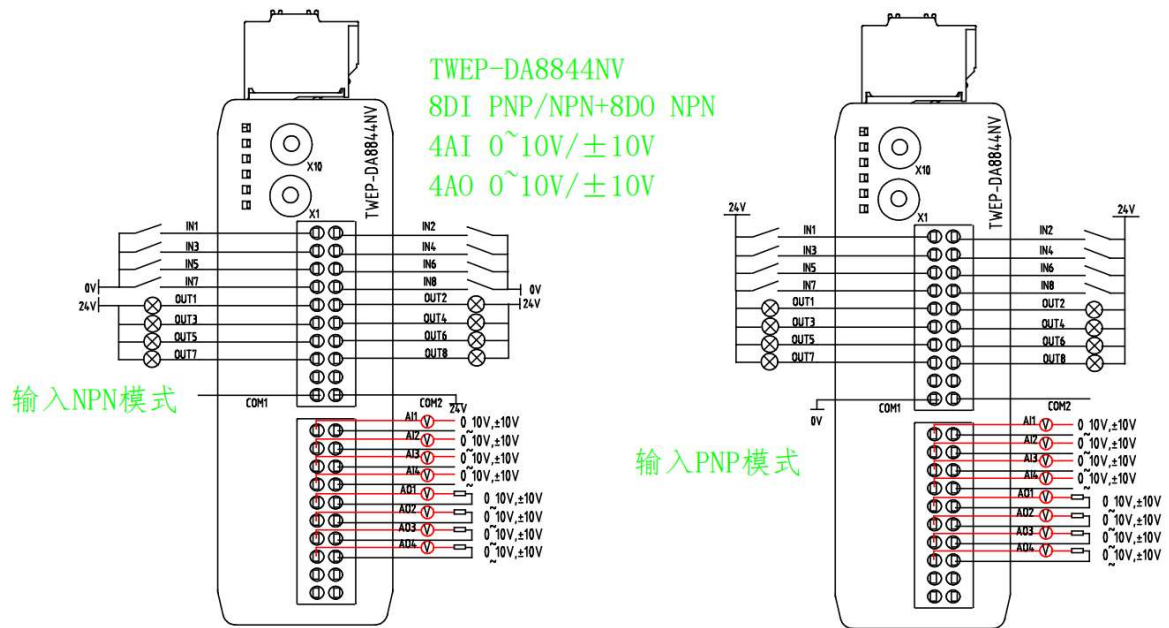 TWEP-DA8844NV
8DI PNP/NPN+8DO NPN
4AI 0~10V/±10V
4AO 0~10V/±10V
TWEP-DA8844NV
X10
X1
IN1
IN2
IN3
IN4
IN5
IN6
IN7
IN8
0V
0V
24V
24V
OUT1
OUT2
OUT3
OUT4
OUT5
OUT6
OUT7
OUT8
输入NPN模式
COM1
COM2
24V
AI1
0~10V,±10V
AI2
0~10V,±10V
AI3
0~10V,±10V
AI4
0~10V,±10V
AO1
0~10V,±10V
AO2
0~10V,±10V
AO3
0~10V,±10V
AO4
0~10V,±10V
TWEP-DA8844NV
X10
X1
24V
24V
IN1
IN2
IN3
IN4
IN5
IN6
IN7
IN8
OUT1
OUT2
OUT3
OUT4
OUT5
OUT6
OUT7
OUT8
0V
COM1
COM2
输入PNP模式
AI1
0~10V,±10V
AI2
0~10V,±10V
AI3
0~10V,±10V
AI4
0~10V,±10V
AO1
0~10V,±10V
AO2
0~10V,±10V
AO3
0~10V,±10V
AO4
0~10V,±10V